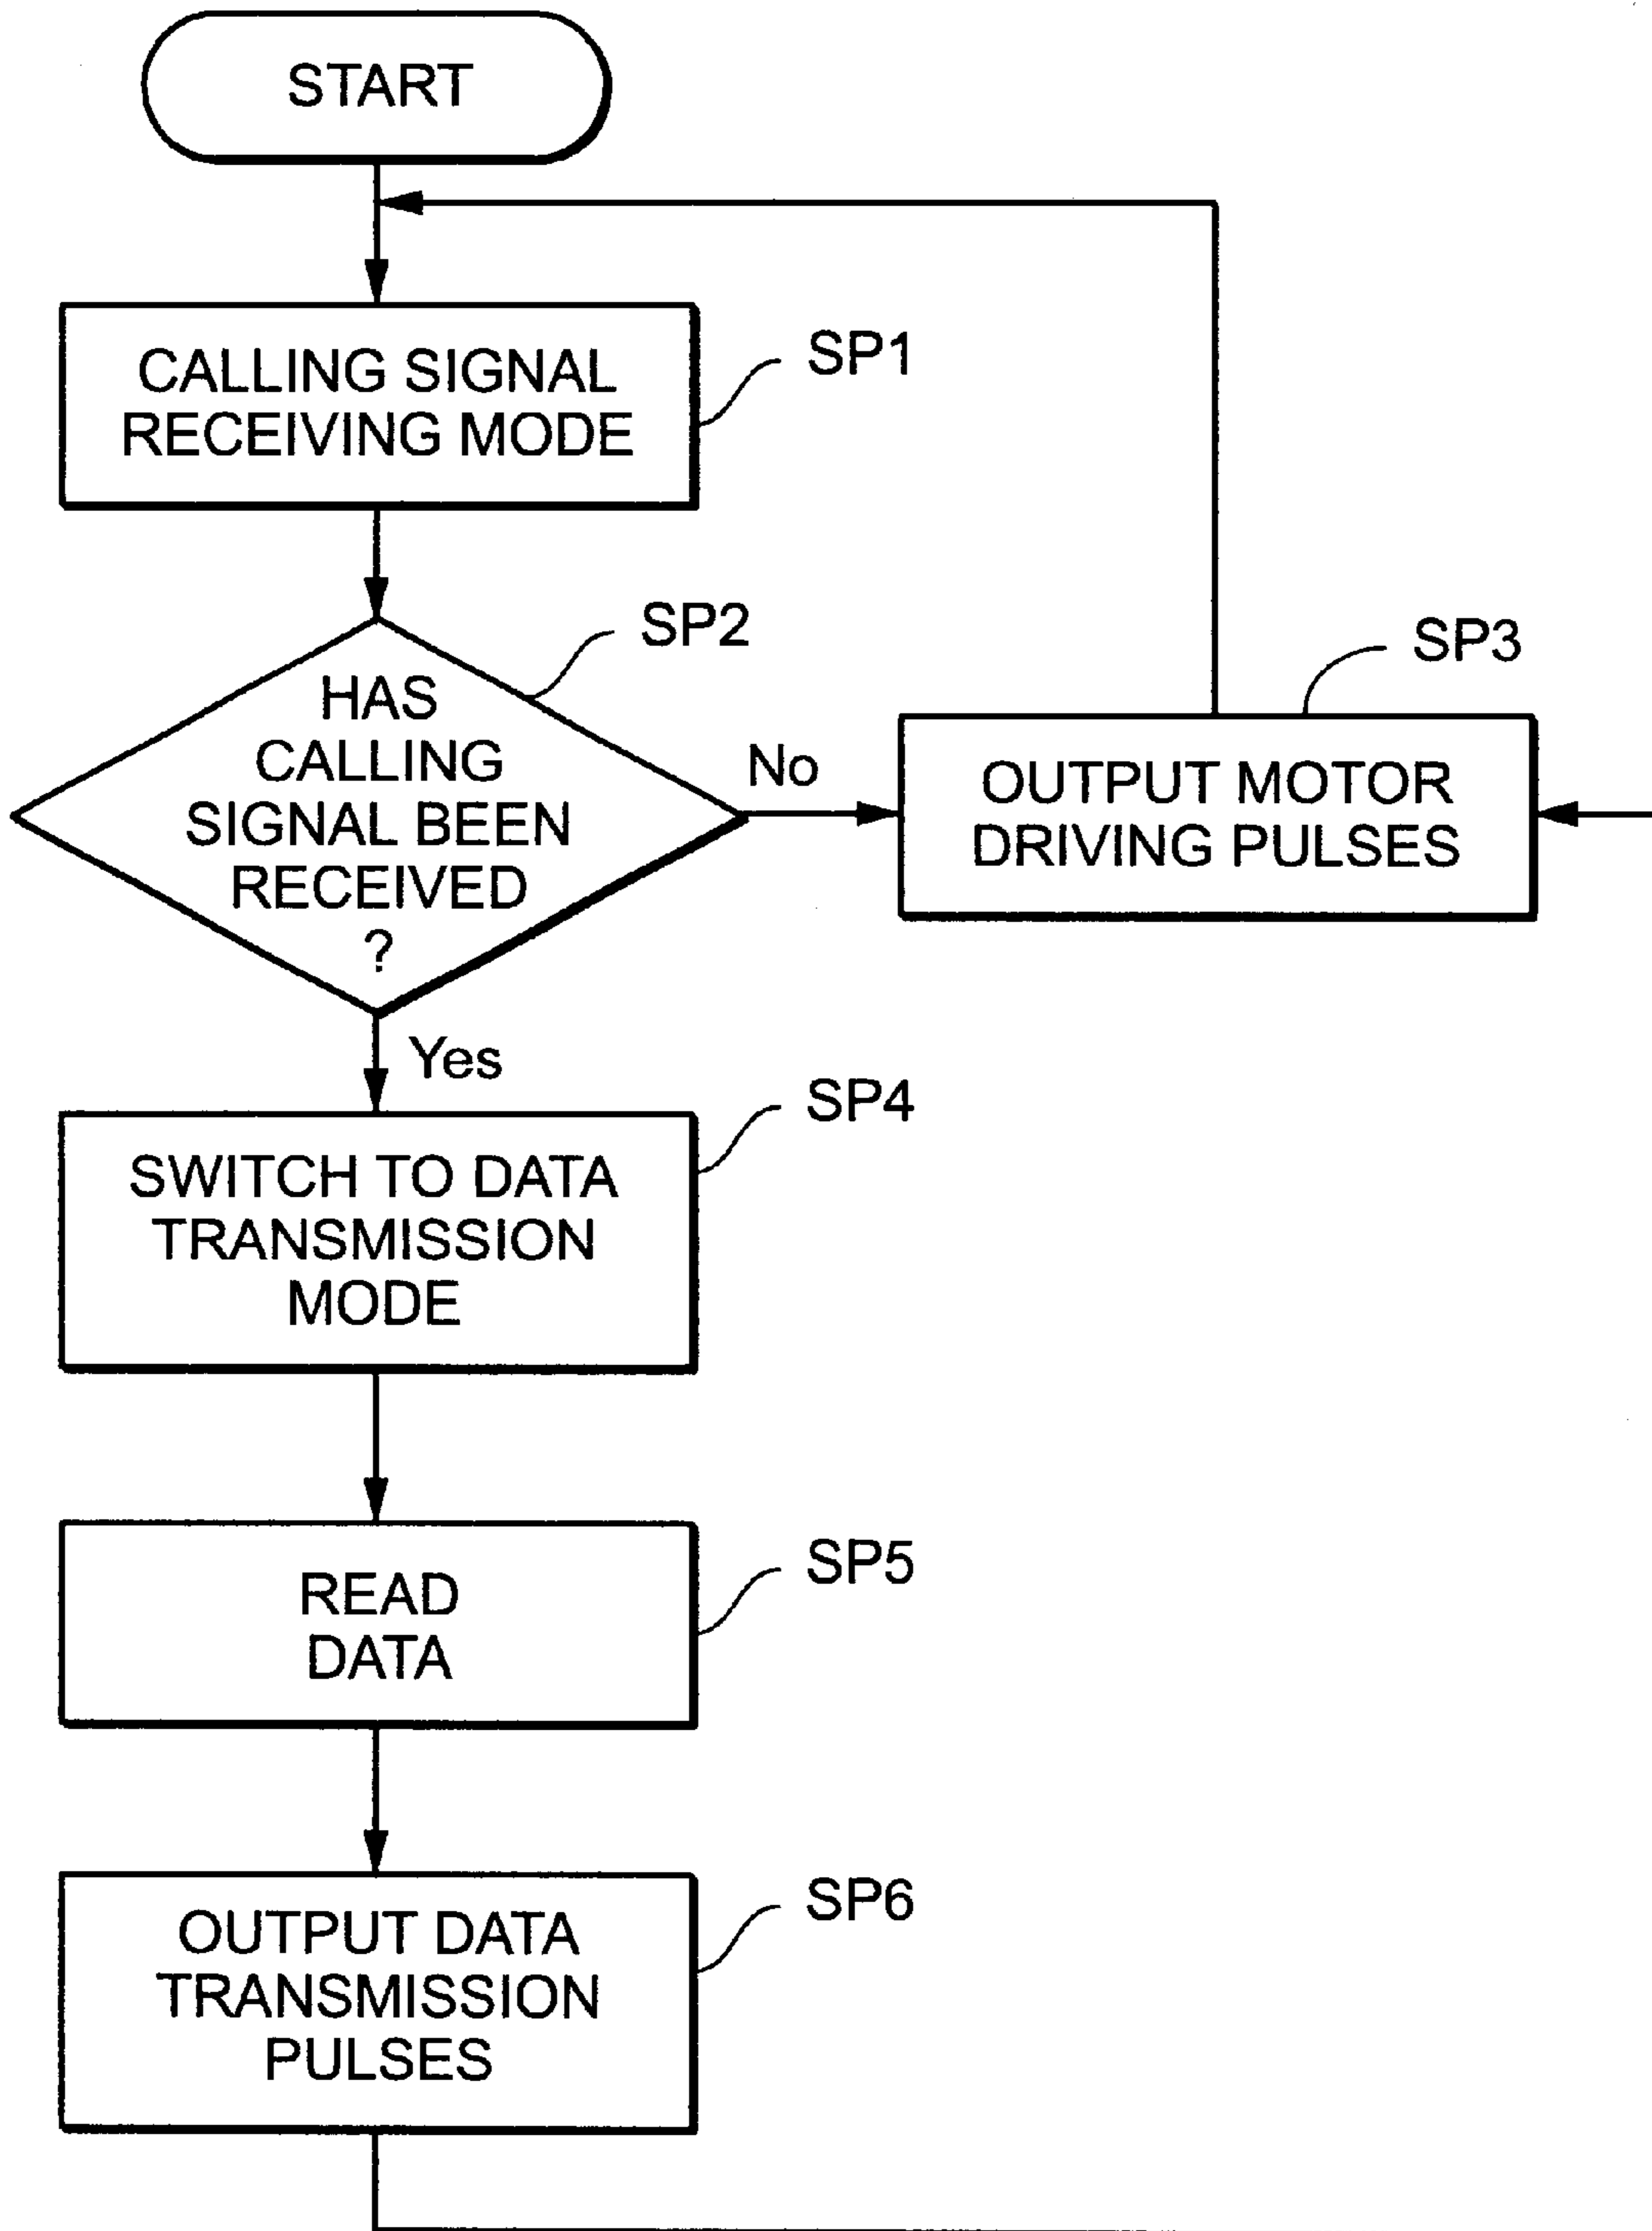 START
CALLING SIGNAL
RECEIVING MODE
SP1
SP2
HAS
CALLING
SIGNAL BEEN
RECEIVED
?
No
SP3
OUTPUT MOTOR
DRIVING PULSES
Yes
SP4
SWITCH TO DATA
TRANSMISSION
MODE
SP5
READ
DATA
SP6
OUTPUT DATA
TRANSMISSION
PULSES